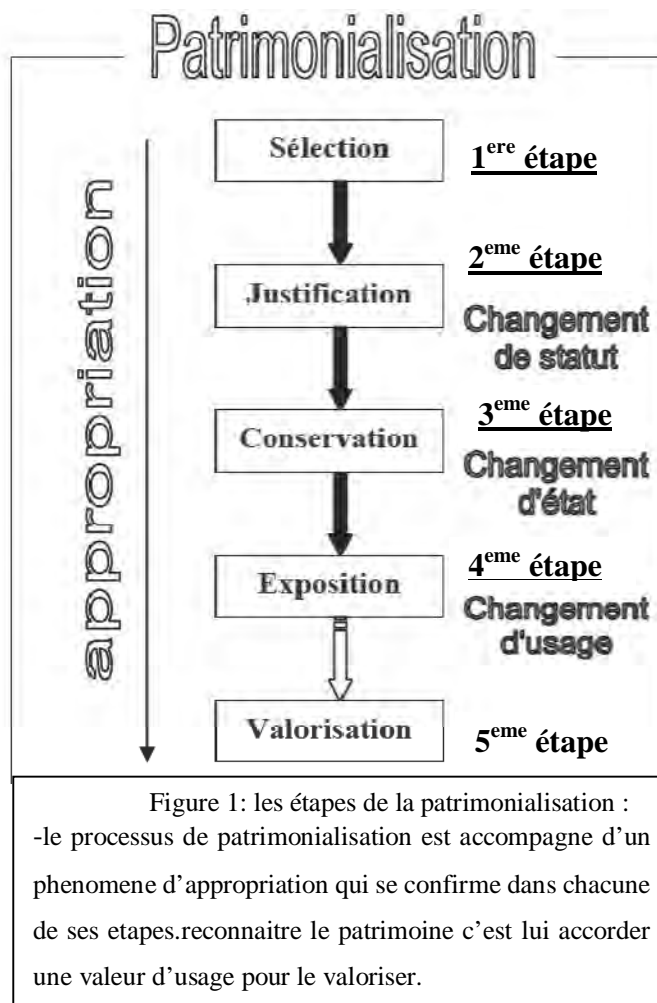 Patrimonialisation
appropriation
Sélection
1ere étape
2eme étape
Justification
Changement
de statut
3eme étape
Conservation
Changement
d'état
4eme étape
Exposition
Changement
d'usage
Valorisation
5eme étape
Figure 1: les étapes de la patrimonialisation :
-le processus de patrimonialisation est accompagne d’un
phenomene d’appropriation qui se confirme dans chacune
de ses etapes.reconnaitre le patrimoine c’est lui accorder
une valeur d’usage pour le valoriser.